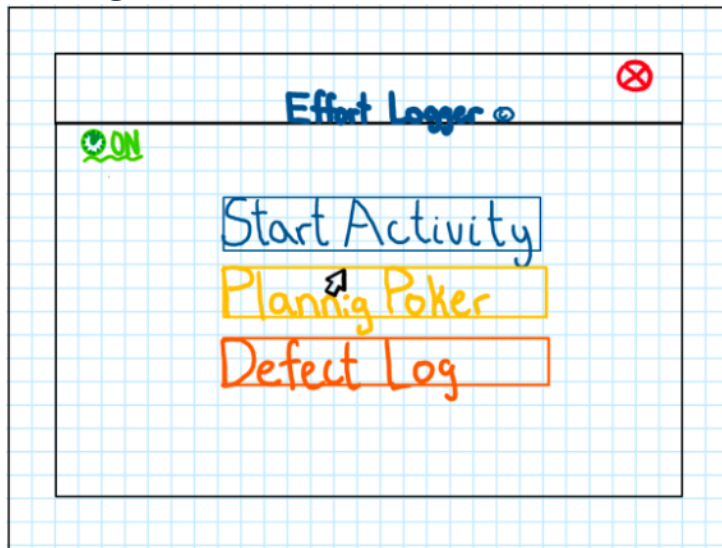 Effort Logger
ON
Start Activity
Plannig Poker
Defect Log